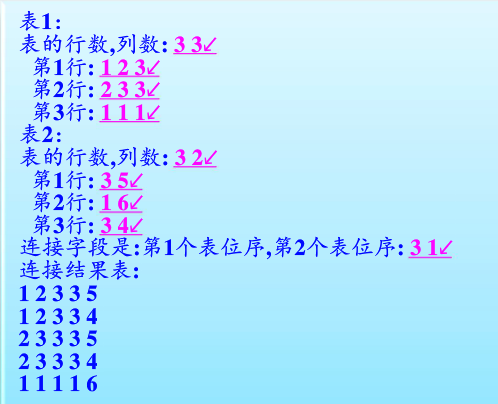 表1:
表的行数,列数: 3 3↙
第1行: 1 2 3↙
第2行: 2 3 3↙
第3行: 1 1 1↙
表2:
表的行数,列数: 3 2↙
第1行: 3 5↙
第2行: 1 6↙
第3行: 3 4↙
连接字段是:第1个表位序,第2个表位序: 3 1↙
连接结果表:
1 2 3 3 5
1 2 3 3 4
2 3 3 3 5
2 3 3 3 4
1 1 1 1 6